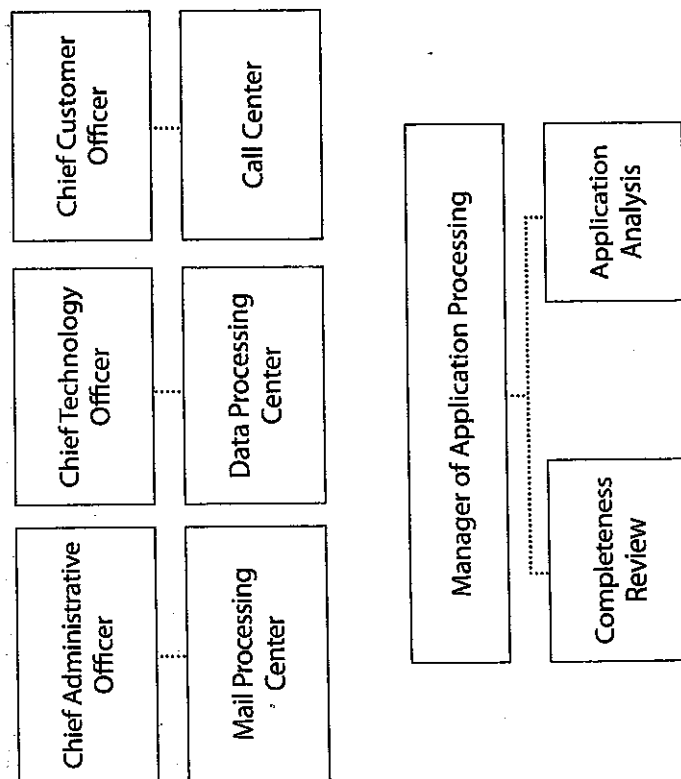 Chief Administrative
Officer
Chief Technology
Officer
Chief Customer
Officer
Mail Processing
Center
Data Processing
Center
Call Center
Manager of Application Processing
Completeness
Review
Application
Analysis